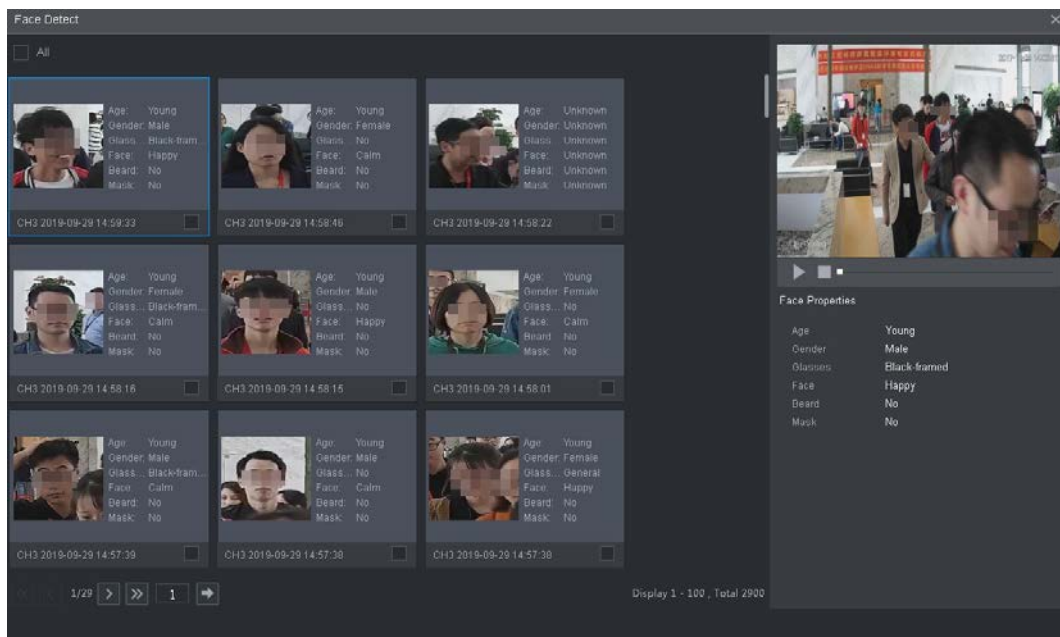 Face Detect
All
Age: Young
Gender: Male
Glass... Black-fram...
Face: Happy
Beard: No
Mask: No
CH3 2019-09-29 14:59:33
Age: Young
Gender: Female
Glass... No
Face: Calm
Beard: No
Mask: No
CH3 2019-09-29 14:58:46
Age: Unknown
Gender: Unknown
Glass... Unknown
Face: Unknown
Beard: Unknown
Mask: Unknown
CH3 2019-09-29 14:58:22
Age: Young
Gender: Female
Glass... Black-fram...
Face: Calm
Beard: No
Mask: No
CH3 2019-09-29 14:58:16
Age: Young
Gender: Male
Glass... No
Face: Happy
Beard: No
Mask: No
CH3 2019-09-29 14:58:15
Age: Young
Gender: Female
Glass... No
Face: Calm
Beard: No
Mask: No
CH3 2019-09-29 14:58:01
Age: Young
Gender: Male
Glass... Black-fram...
Face: Calm
Beard: No
Mask: No
CH3 2019-09-29 14:57:39
Age: Young
Gender: Male
Glass... No
Face: Calm
Beard: No
Mask: No
CH3 2019-09-29 14:57:38
Age: Young
Gender: Female
Glass... General
Face: Happy
Beard: No
Mask: No
CH3 2019-09-29 14:57:38
1/29
1
Display 1 - 100 , Total 2900
Face Properties
Age Young
Gender Male
Glasses Black-framed
Face Happy
Beard No
Mask No